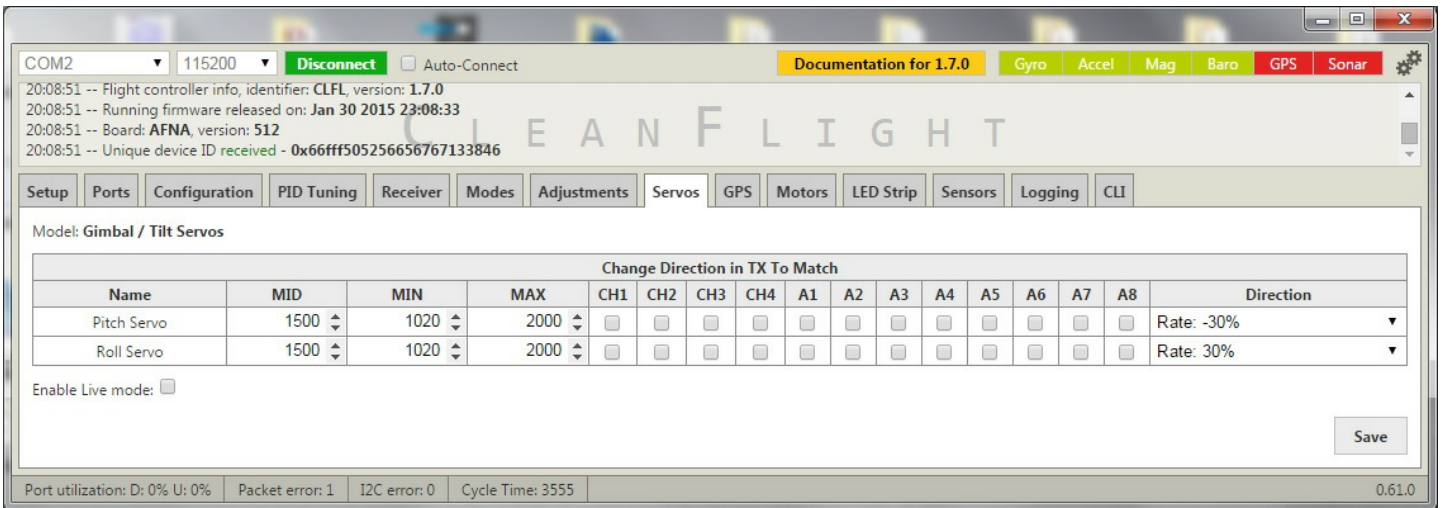 COM2 115200 Disconnect Auto-Connect Documentation for 1.7.0 Gyro Accel Mag Baro GPS Sonar
20:08:51 -- Flight controller info, identifier: CLFL, version: 1.7.0
20:08:51 -- Running firmware released on: Jan 30 2015 23:08:33
20:08:51 -- Board: AFNA, version: 512
20:08:51 -- Unique device ID received - 0x66fff505256656767133846
CLEANFLIGHT
Setup Ports Configuration PID Tuning Receiver Modes Adjustments Servos GPS Motors LED Strip Sensors Logging CLI
Model: Gimbal / Tilt Servos
Change Direction in TX To Match
Name MID MIN MAX CH1 CH2 CH3 CH4 A1 A2 A3 A4 A5 A6 A7 A8 Direction
Pitch Servo 1500 1020 2000 Rate: -30%
Roll Servo 1500 1020 2000 Rate: 30%
Enable Live mode:
Save
Port utilization: D: 0% U: 0% Packet error: 1 I2C error: 0 Cycle Time: 3555 0.61.0